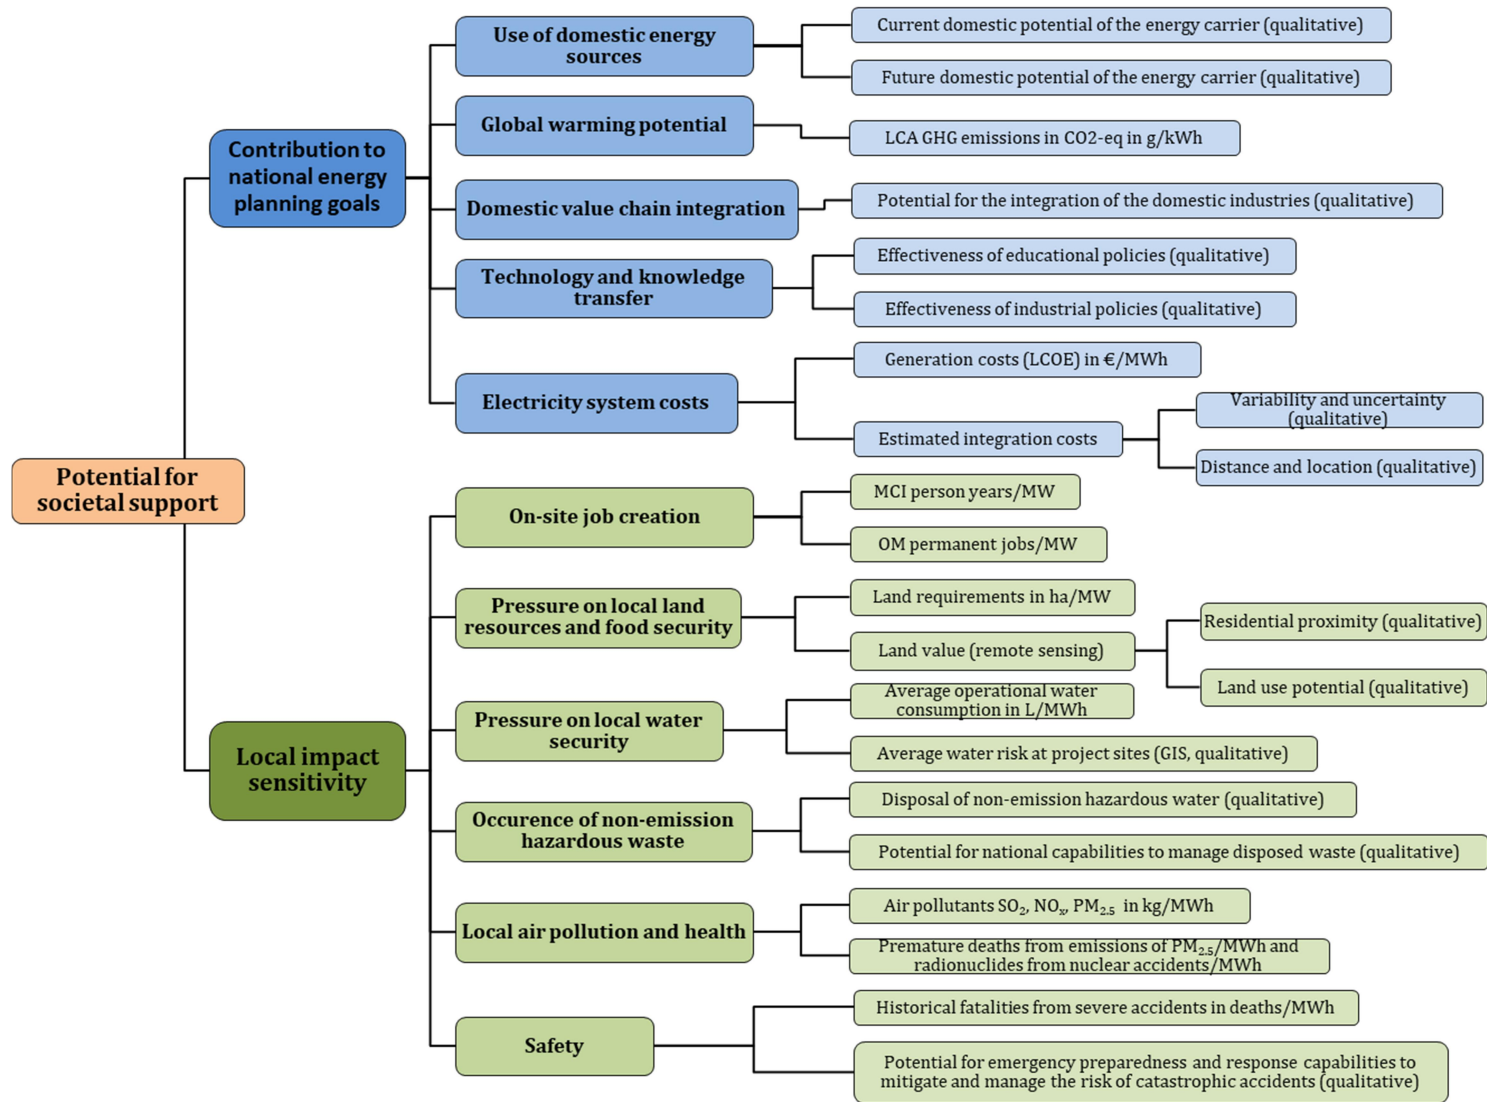 Potential for
societal support
Contribution to
national energy
planning goals
Use of domestic energy
sources
Current domestic potential of the energy carrier (qualitative)
Future domestic potential of the energy carrier (qualitative)
Global warming potential
LCA GHG emissions in CO2-eq in g/kWh
Domestic value chain integration
Potential for the integration of the domestic industries (qualitative)
Technology and knowledge
transfer
Effectiveness of educational policies (qualitative)
Effectiveness of industrial policies (qualitative)
Electricity system costs
Generation costs (LCOE) in €/MWh
Estimated integration costs
Variability and uncertainty
(qualitative)
Distance and location (qualitative)
Local impact
sensitivity
On-site job creation
MCI person years/MW
OM permanent jobs/MW
Pressure on local land
resources and food security
Land requirements in ha/MW
Land value (remote sensing)
Residential proximity (qualitative)
Land use potential (qualitative)
Pressure on local water
security
Average operational water
consumption in L/MWh
Average water risk at project sites (GIS, qualitative)
Occurence of non-emission
hazardous waste
Disposal of non-emission hazardous water (qualitative)
Potential for national capabilities to manage disposed waste (qualitative)
Local air pollution and health
Air pollutants SO₂, NOₓ, PM₂.₅ in kg/MWh
Premature deaths from emissions of PM₂.₅/MWh and
radionuclides from nuclear accidents/MWh
Safety
Historical fatalities from severe accidents in deaths/MWh
Potential for emergency preparedness and response capabilities to
mitigate and manage the risk of catastrophic accidents (qualitative)